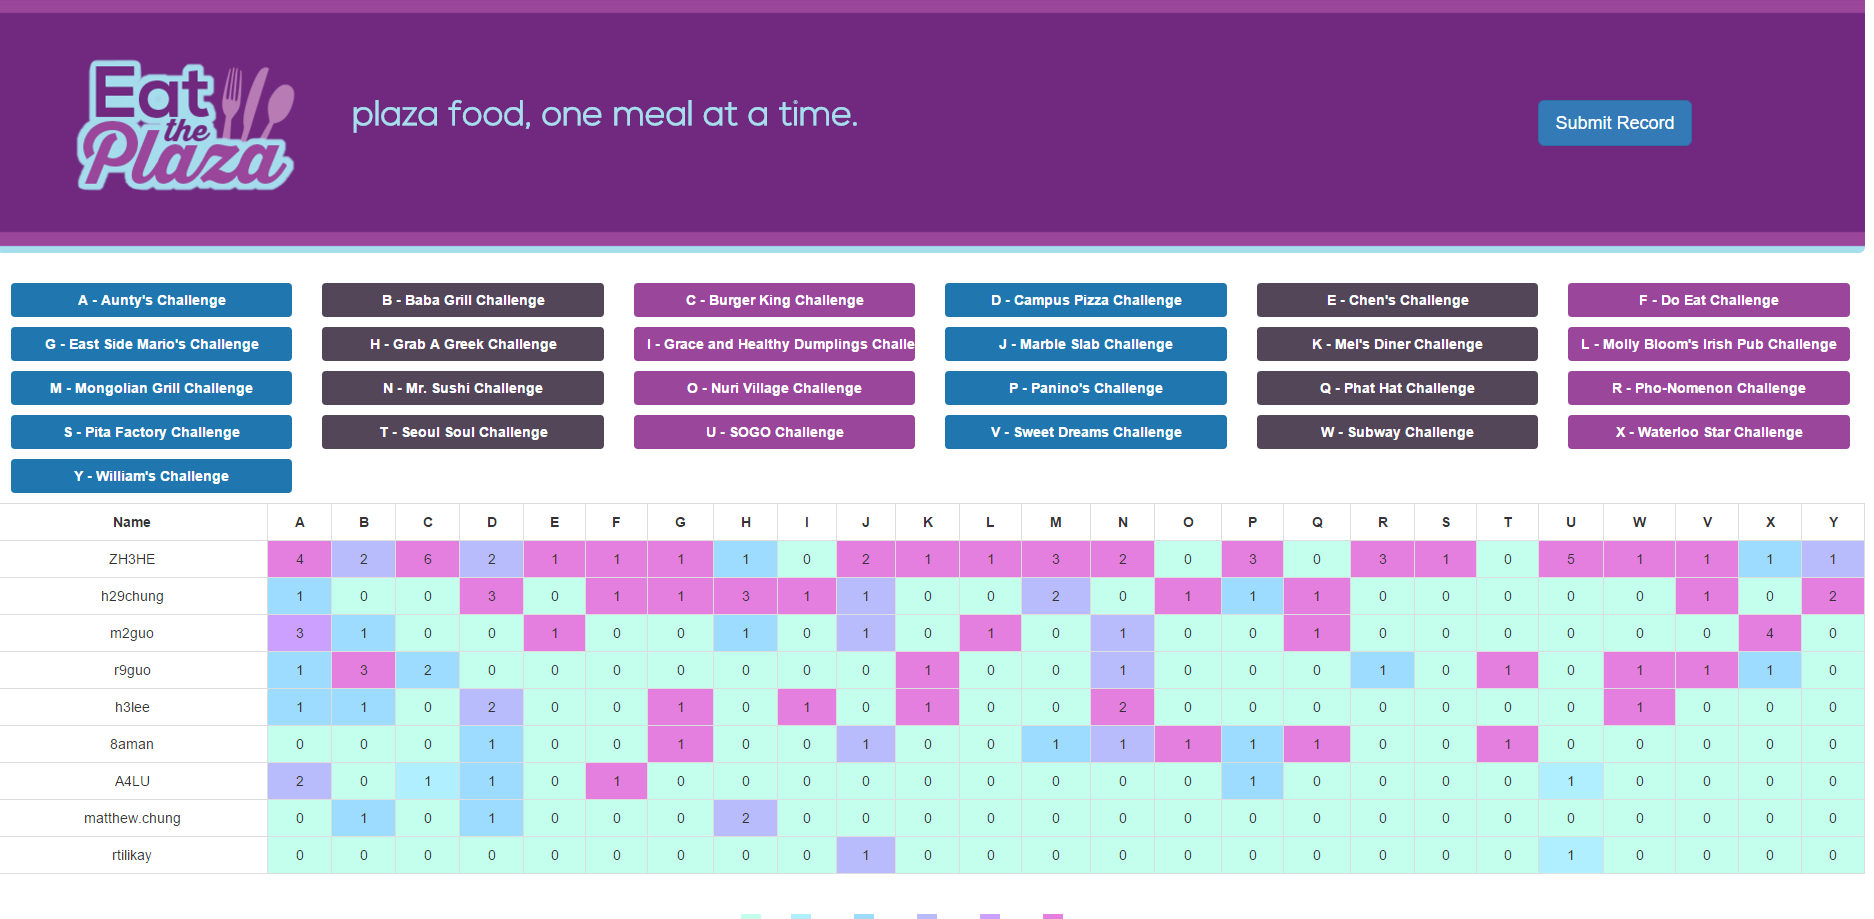 Eat
the
Plaza
plaza food, one meal at a time.
Submit Record
A - Aunty's Challenge B - Baba Grill Challenge C - Burger King Challenge D - Campus Pizza Challenge E - Chen's Challenge F - Do Eat Challenge
G - East Side Mario's Challenge H - Grab A Greek Challenge I - Grace and Healthy Dumplings Challe J - Marble Slab Challenge K - Mel's Diner Challenge L - Molly Bloom's Irish Pub Challenge
M - Mongolian Grill Challenge N - Mr. Sushi Challenge O - Nuri Village Challenge P - Panino's Challenge Q - Phat Hat Challenge R - Pho-Nomenon Challenge
S - Pita Factory Challenge T - Seoul Soul Challenge U - SOGO Challenge V - Sweet Dreams Challenge W - Subway Challenge X - Waterloo Star Challenge
Y - William's Challenge
Name A B C D E F G H I J K L M N O P Q R S T U W V X Y
ZH3HE 4 2 6 2 1 1 1 1 0 2 1 1 3 2 0 3 0 3 1 0 5 1 1 1 1
h29chung 1 0 0 3 0 1 1 3 1 1 0 0 2 0 1 1 1 0 0 0 0 0 1 0 2
m2guo 3 1 0 0 1 0 0 1 0 1 0 1 0 1 0 0 1 0 0 0 0 0 0 4 0
r9guo 1 3 2 0 0 0 0 0 0 0 1 0 0 1 0 0 0 1 0 1 0 1 1 1 0
h3lee 1 1 0 2 0 0 1 0 1 0 1 0 0 2 0 0 0 0 0 0 0 1 0 0 0
8aman 0 0 0 1 0 0 1 0 0 1 0 0 1 1 1 1 1 0 0 1 0 0 0 0 0
A4LU 2 0 1 1 0 1 0 0 0 0 0 0 0 0 0 1 0 0 0 0 1 0 0 0 0
matthew.chung 0 1 0 1 0 0 0 2 0 0 0 0 0 0 0 0 0 0 0 0 0 0 0 0 0
rtilikay 0 0 0 0 0 0 0 0 0 1 0 0 0 0 0 0 0 0 0 0 1 0 0 0 0